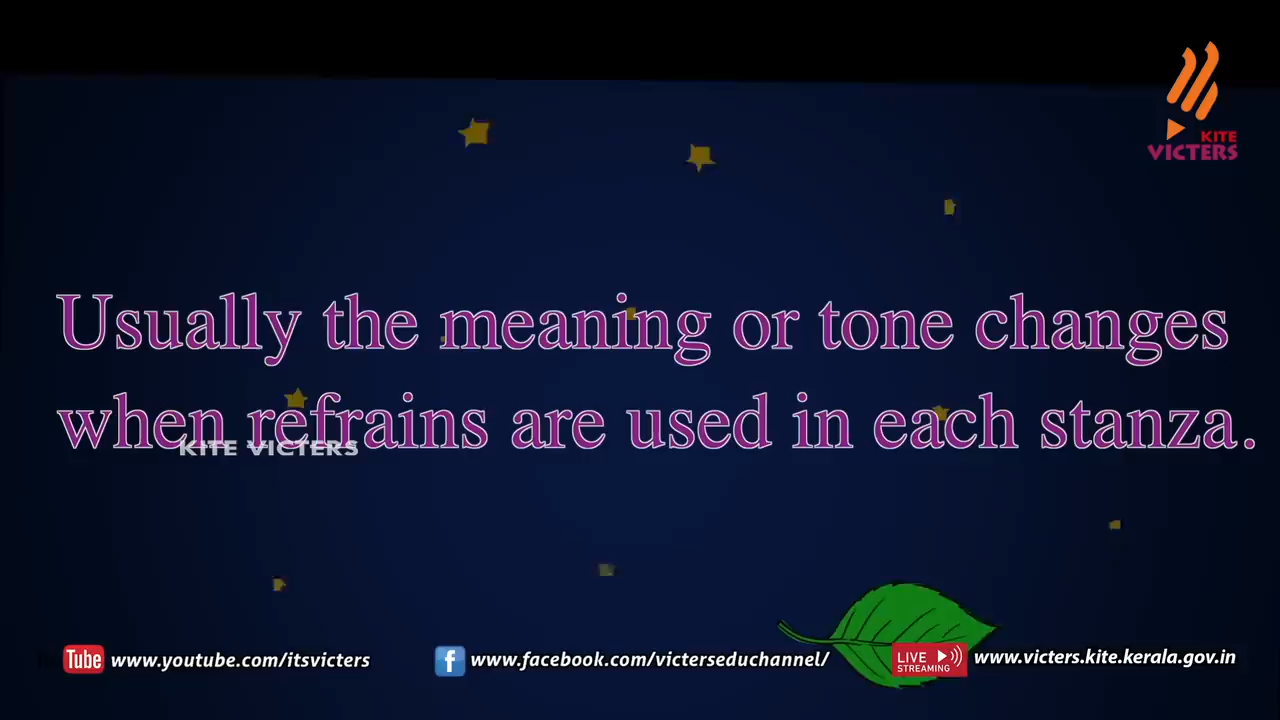 KITE
VICTERS
Usually the meaning or tone changes
when refrains are used in each stanza.
KITE VICTERS
Tube www.youtube.com/itsvicters
f www.facebook.com/victerseduchannel/
LIVE
STREAMING
www.victers.kite.kerala.gov.in